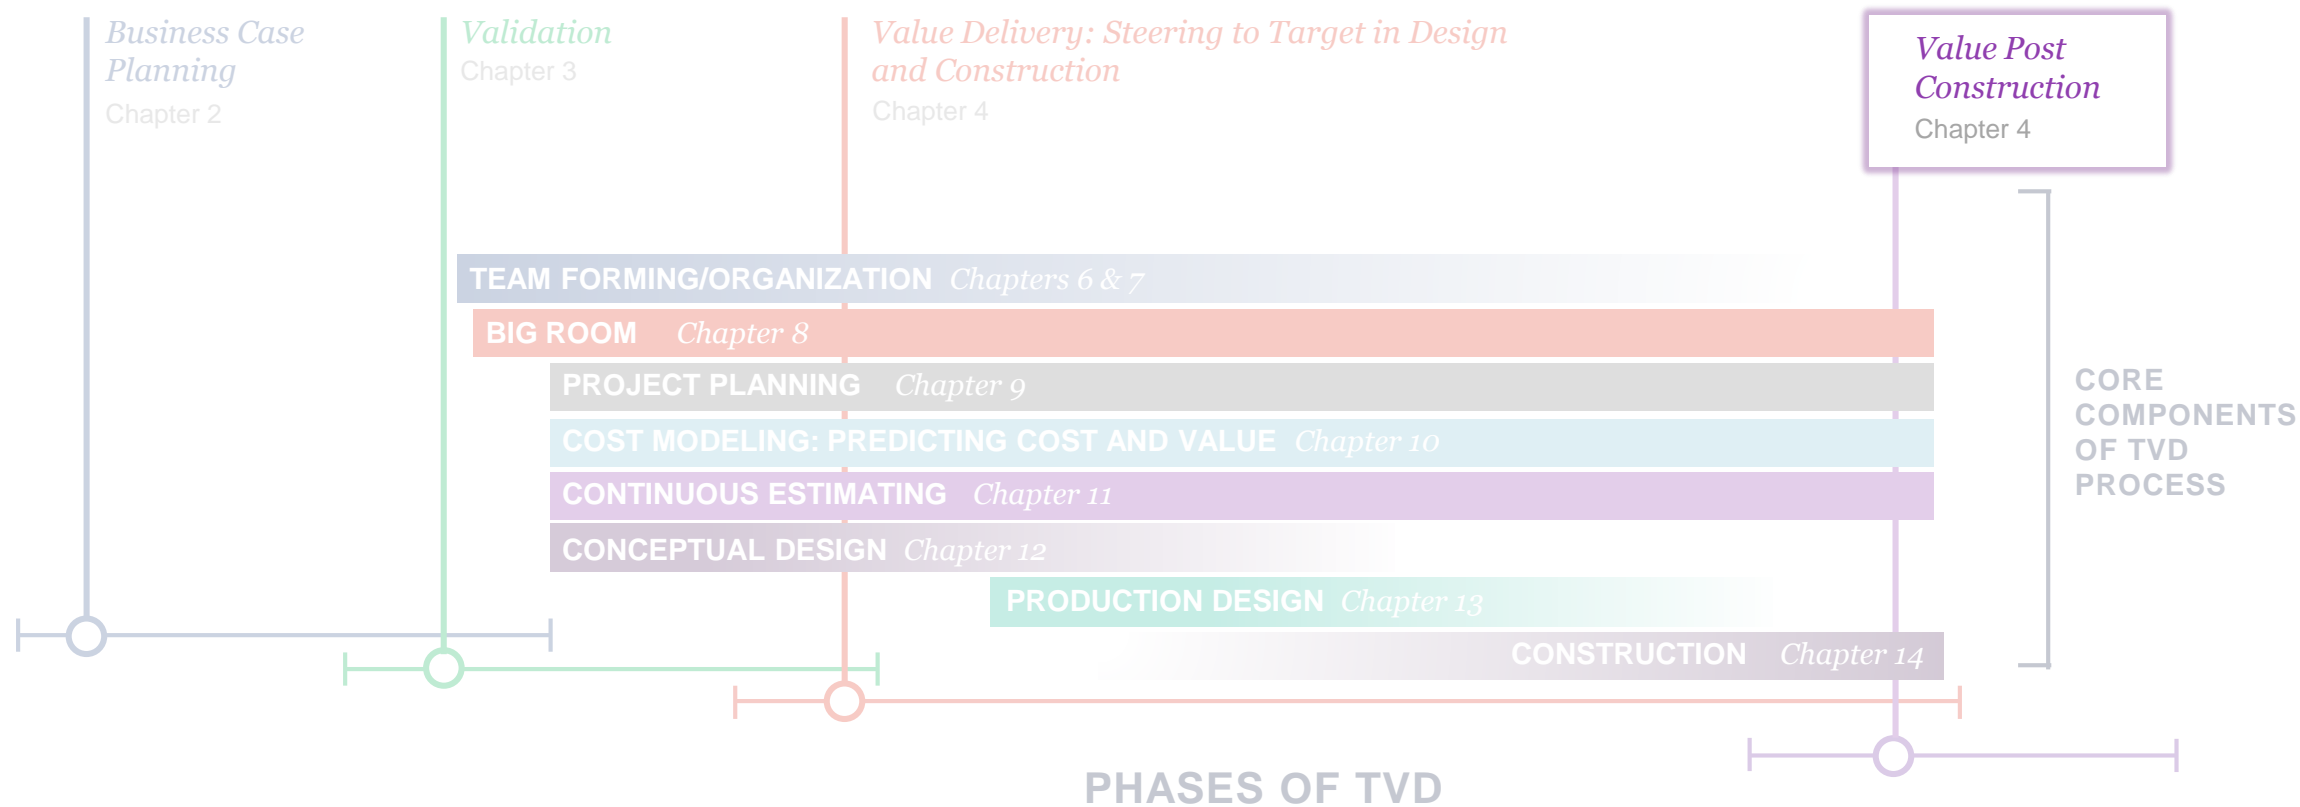 Business Case
Planning
Chapter 2
Validation
Chapter 3
Value Delivery: Steering to Target in Design
and Construction
Chapter 4
Value Post
Construction
Chapter 4
TEAM FORMING/ORGANIZATION Chapters 6 & 7
BIG ROOM Chapter 8
PROJECT PLANNING Chapter 9
COST MODELING: PREDICTING COST AND VALUE Chapter 10
CONTINUOUS ESTIMATING Chapter 11
CONCEPTUAL DESIGN Chapter 12
PRODUCTION DESIGN Chapter 13
CONSTRUCTION Chapter 14
CORE
COMPONENTS
OF TVD
PROCESS
PHASES OF TVD